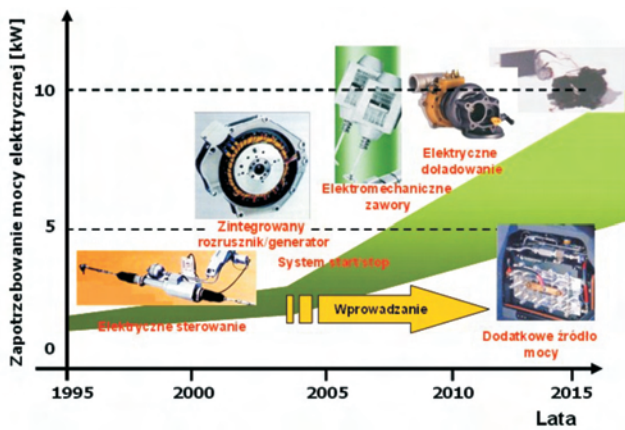 Zapotrzebowanie mocy elektrycznej [kW]
10
5
0
Elektryczne
doładowanie
Elektromechaniczne
zawory
Zintegrowany
rozrusznik/generator
System start stop
Elektryczne sterowanie
Wprowadzanie
Dodatkowe źródło
mocy
1995
2000
2005
2010
2015
Lata